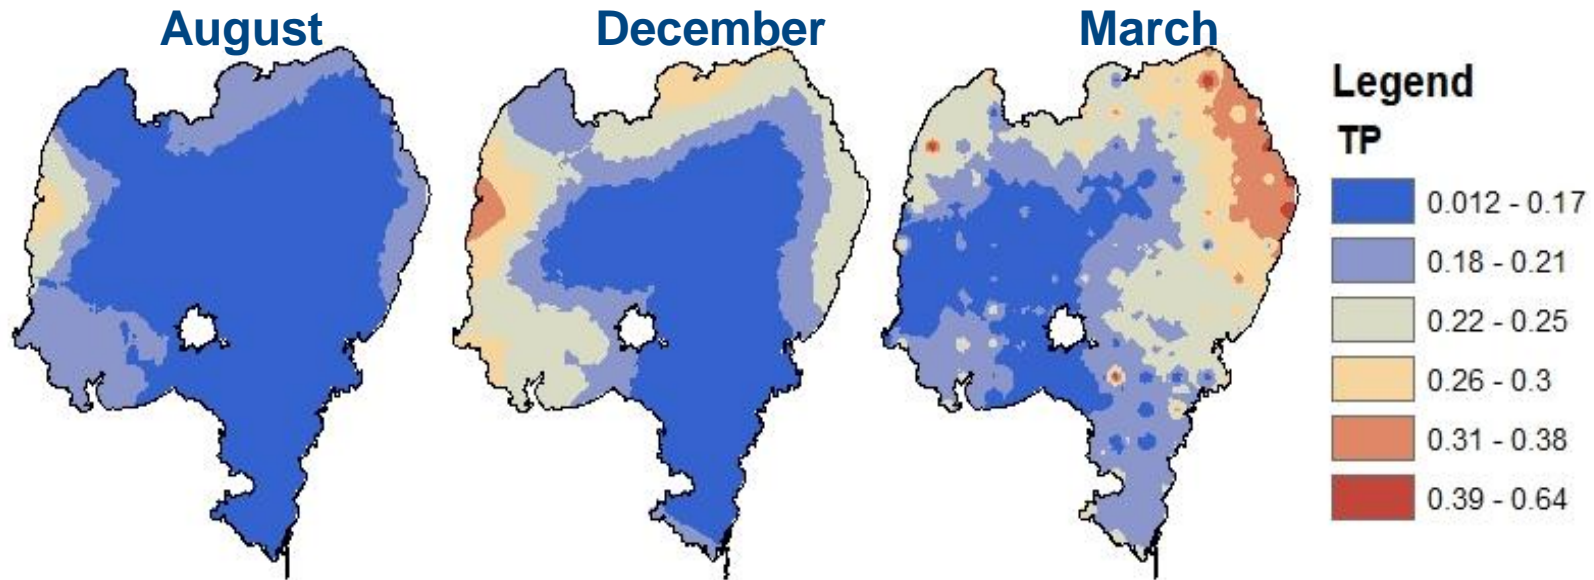 August
December
March
Legend
TP
0.012 - 0.17
0.18 - 0.21
0.22 - 0.25
0.26 - 0.3
0.31 - 0.38
0.39 - 0.64